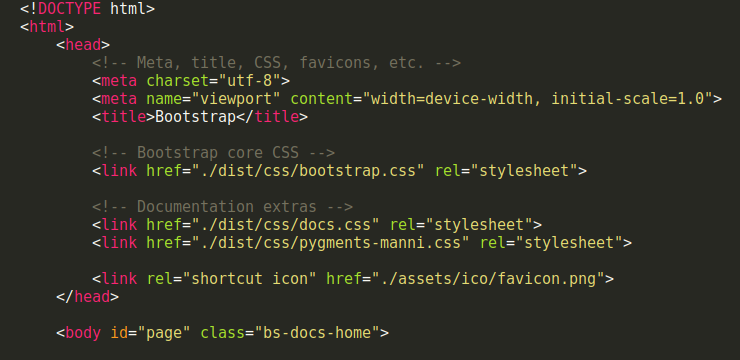 <!DOCTYPE html>
<html>
<head>
<!-- Meta, title, CSS, favicons, etc. -->
<meta charset="utf-8">
<meta name="viewport" content="width=device-width, initial-scale=1.0">
<title>Bootstrap</title>
<!-- Bootstrap core CSS -->
<link href="./dist/css/bootstrap.css" rel="stylesheet">
<!-- Documentation extras -->
<link href="./dist/css/docs.css" rel="stylesheet">
<link href="./dist/css/pygments-manni.css" rel="stylesheet">
<link rel="shortcut icon" href="./assets/ico/favicon.png">
</head>
<body id="page" class="bs-docs-home">